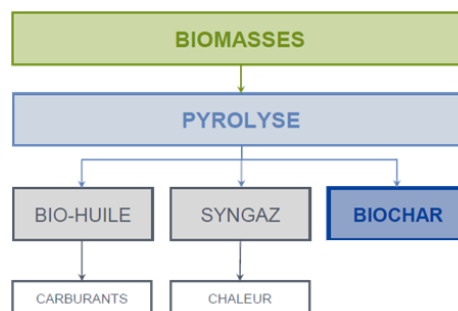 BIOMASSES
PYROLYSE
BIO-HUILE
SYNGAZ
BIOCHAR
CARBURANTS
CHALEUR